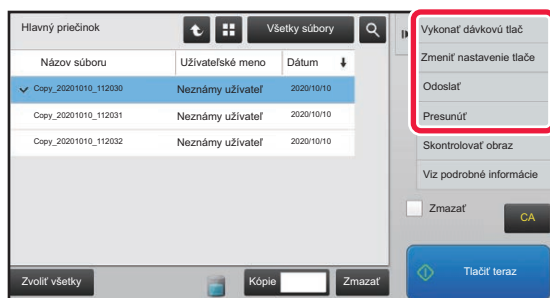 Hlavný priečinok
Všetky súbory
Názov súboru Užívateľské meno Dátum
Copy_20201010_112030 Neznámy užívateľ 2020/10/10
Copy_20201010_112031 Neznámy užívateľ 2020/10/10
Copy_20201010_112032 Neznámy užívateľ 2020/10/10
Zvoliť všetky
Kópie
Zmazať
Vykonať dávkovú tlač
Zmeniť nastavenie tlače
Odoslať
Presunúť
Skontrolovať obraz
Viz podrobné informácie
Zmazať
CA
Tlačiť teraz